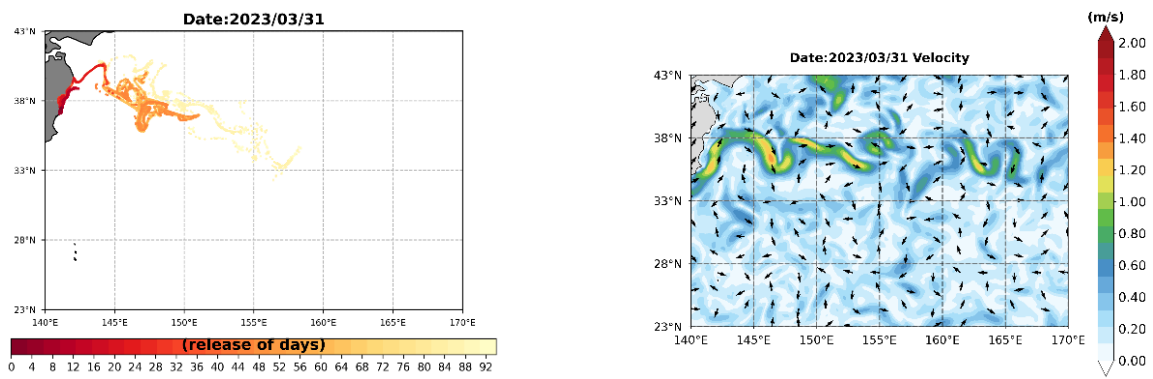 Date:2023/03/31
43°N
38°N
33°N
28°N
23°N
140°E 145°E 150°E 155°E 160°E 165°E 170°E
(release of days)
0 4 8 12 16 20 24 28 32 36 40 44 48 52 56 60 64 68 72 76 80 84 88 92
(m/s)
Date:2023/03/31 Velocity
43°N
38°N
33°N
28°N
23°N
140°E 145°E 150°E 155°E 160°E 165°E 170°E
2.00
1.80
1.60
1.40
1.20
1.00
0.80
0.60
0.40
0.20
0.00